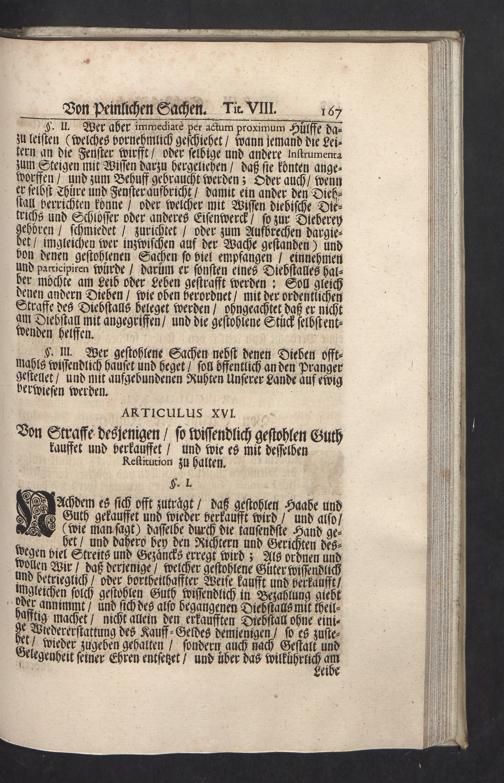 Von Peinlichen Sachen. Tit. VIII. 167
§. II. Wer aber immediatè per actum proximum Hülffe da-
zu leisten (welches vornehmlich geschiehet / wann jemand die Lei-
tern an die Fenster wirfft / oder selbige und andere Instrumenta
zum Steigen mit Wissen darzu hergeliehen / daß sie könten ange-
worffen / und zum Behuff gebraucht werden; Oder auch / wenn
er selbst Thüre und Fenster aufbricht / damit ein ander den Dieb-
stall verrichten könne / oder welcher mit Wissen diebische Die-
trichs und Schlösser oder anderes Eisenwerck / so zur Dieberey
gehören / schmiedet / zurichtet / oder zum Aufbrechen dargie-
bet / imgleichen wer inzwischen auf der Wache gestanden) und
von denen gestohlenen Sachen so viel empfangen / einnehmen
und participiren würde / darum er sonsten eines Diebstalles hal-
ber möchte am Leib oder Leben gestrafft werden: Soll gleich
denen andern Dieben / wie oben verordnet / mit der ordentlichen
Straffe des Diebstalls beleget werden / ohngeachtet daß er nicht
am Diebstall mit angegriffen / und die gestohlene Stück selbst ent-
wenden helffen.
§. III. Wer gestohlene Sachen nebst denen Dieben offt-
mahls wissendlich hauset und heget / soll öffentlich an den Pranger
gestellet / und mit aufgebundenen Ruhten Unserer Lande auf ewig
verwiesen werden.
ARTICULUS XVI.
Von Straffe desjenigen / so wissendlich gestohlen Guth
kauffet und verkauffet / und wie es mit desselben
Restitution zu halten.
§. I.
NAchdem es sich offt zuträgt / daß gestohlen Haabe und
Guth gekauffet und wieder verkaufft wird / und also /
(wie man sagt) dasselbe durch die tausendste Hand ge-
het / und dahero bey den Richtern und Gerichten des-
wegen viel Streits und Gezäncks erregt wird; Als ordnen und
wollen Wir / daß derjenige / welcher gestohlene Güter wissendlich
und betrieglich / oder vortheilhaffter Weise kaufft und verkaufft /
imgleichen solch gestohlen Guth wissendlich in Bezahlung giebt
oder annimmt / und sich des also begangenen Diebstalls mit theil-
hafftig machet / nicht allein den erkaufften Diebstall ohne eini-
ge Wiedererstattung des Kauff-Geldes demjenigen / so es zuste-
het / wieder zugeben gehalten / sondern auch nach Gestalt und
Gelegenheit seiner Ehren entsetzet / und über das wilkührlich am
Leibe